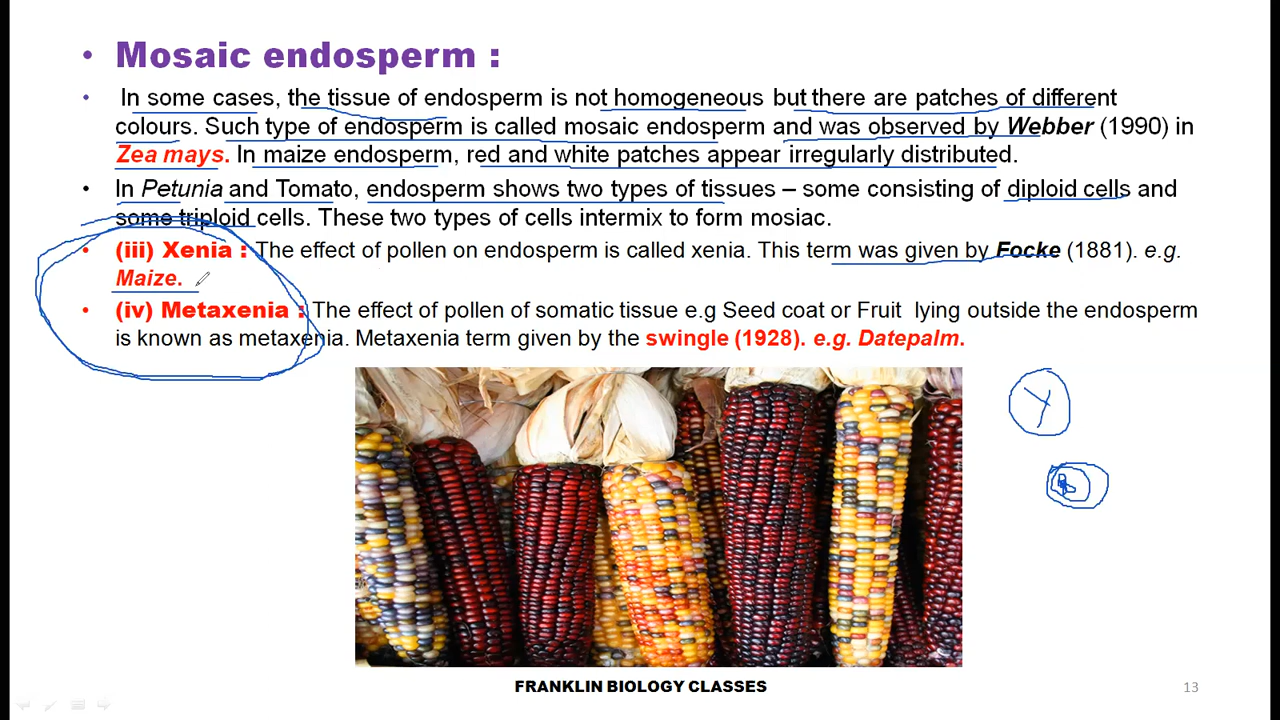 • Mosaic endosperm :
• In some cases, the tissue of endosperm is not homogeneous but there are patches of different
colours. Such type of endosperm is called mosaic endosperm and was observed by Webber (1990) in
Zea mays. In maize endosperm, red and white patches appear irregularly distributed.
• In Petunia and Tomato, endosperm shows two types of tissues – some consisting of diploid cells and
some triploid cells. These two types of cells intermix to form mosiac.
• (iii) Xenia : The effect of pollen on endosperm is called xenia. This term was given by Focke (1881). e.g.
Maize.
• (iv) Metaxenia : The effect of pollen of somatic tissue e.g Seed coat or Fruit lying outside the endosperm
is known as metaxenia. Metaxenia term given by the swingle (1928). e.g. Datepalm.
Y
FRANKLIN BIOLOGY CLASSES
13